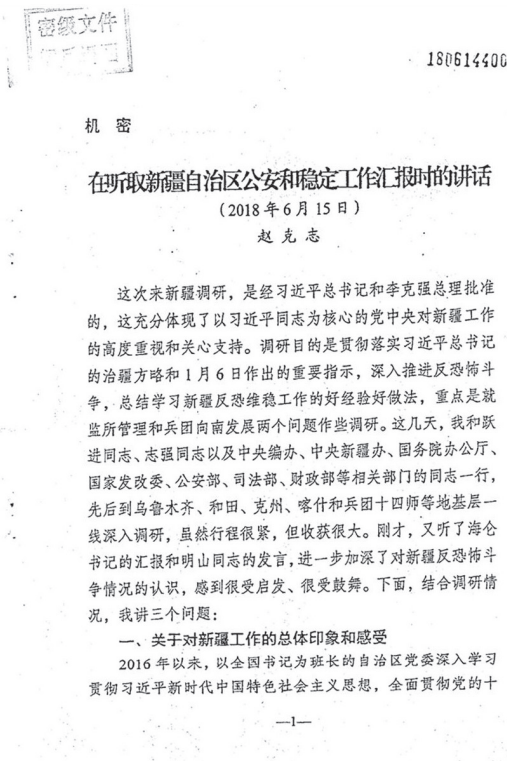 密级文件
180614400
机 密
在听取新疆自治区公安和稳定工作汇报时的讲话
（2018 年 6 月 15 日）
赵 克 志
这次来新疆调研，是经习近平总书记和李克强总理批准
的，这充分体现了以习近平同志为核心的党中央对新疆工作
的高度重视和关心支持。调研目的是贯彻落实习近平总书记
的治疆方略和 1 月 6 日作出的重要指示，深入推进反恐怖斗
争，总结学习新疆反恐维稳工作的好经验好做法，重点是就
监所管理和兵团向南发展两个问题作些调研。这几天，我和跃
进同志、志强同志以及中央编办、中央新疆办、国务院办公厅、
国家发改委、公安部、司法部、财政部等相关部门的同志一行，
先后到乌鲁木齐、和田、克州、喀什和兵团十四师等地基层一
线深入调研，虽然行程很紧，但收获很大。刚才，又听了海仑
书记的汇报和明山同志的发言，进一步加深了对新疆反恐怖斗
争情况的认识，感到很受启发、很受鼓舞。下面，结合调研情
况，我讲三个问题：
一、关于对新疆工作的总体印象和感受
2016 年以来，以全国书记为班长的自治区党委深入学习
贯彻习近平新时代中国特色社会主义思想，全面贯彻党的十
—1—